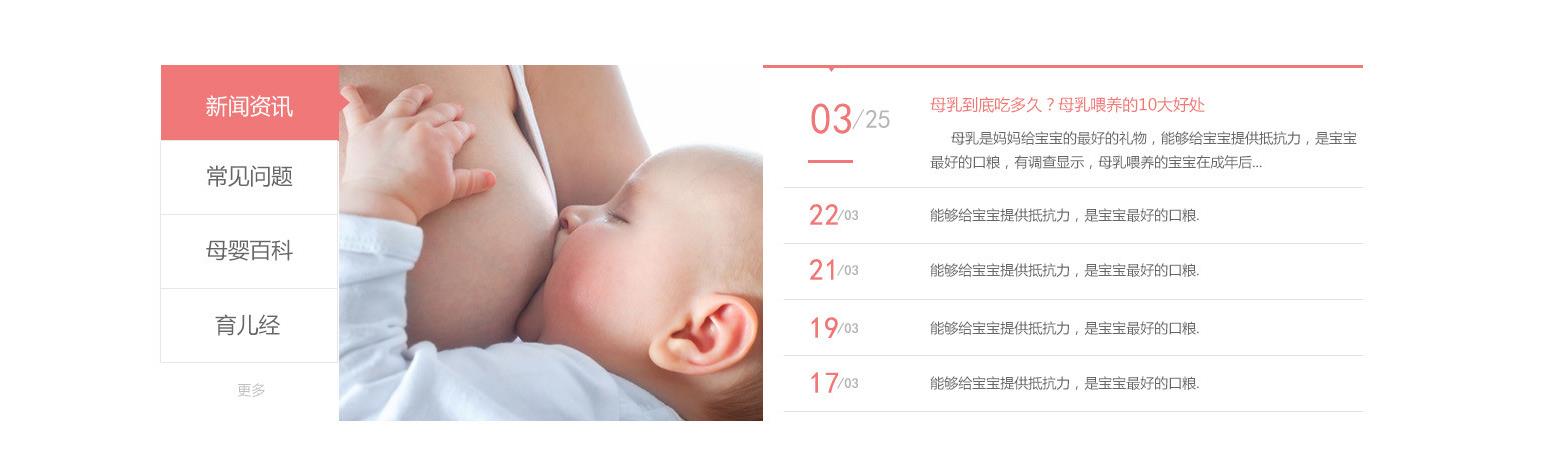 新闻资讯
常见问题
母婴百科
育儿经
更多
03/25
母乳到底吃多久？母乳喂养的10大好处
母乳是妈妈给宝宝的最好的礼物，能够给宝宝提供抵抗力，是宝宝
最好的口粮，有调查显示，母乳喂养的宝宝在成年后...
22/03
能够给宝宝提供抵抗力，是宝宝最好的口粮.
21/03
能够给宝宝提供抵抗力，是宝宝最好的口粮.
19/03
能够给宝宝提供抵抗力，是宝宝最好的口粮.
17/03
能够给宝宝提供抵抗力，是宝宝最好的口粮.